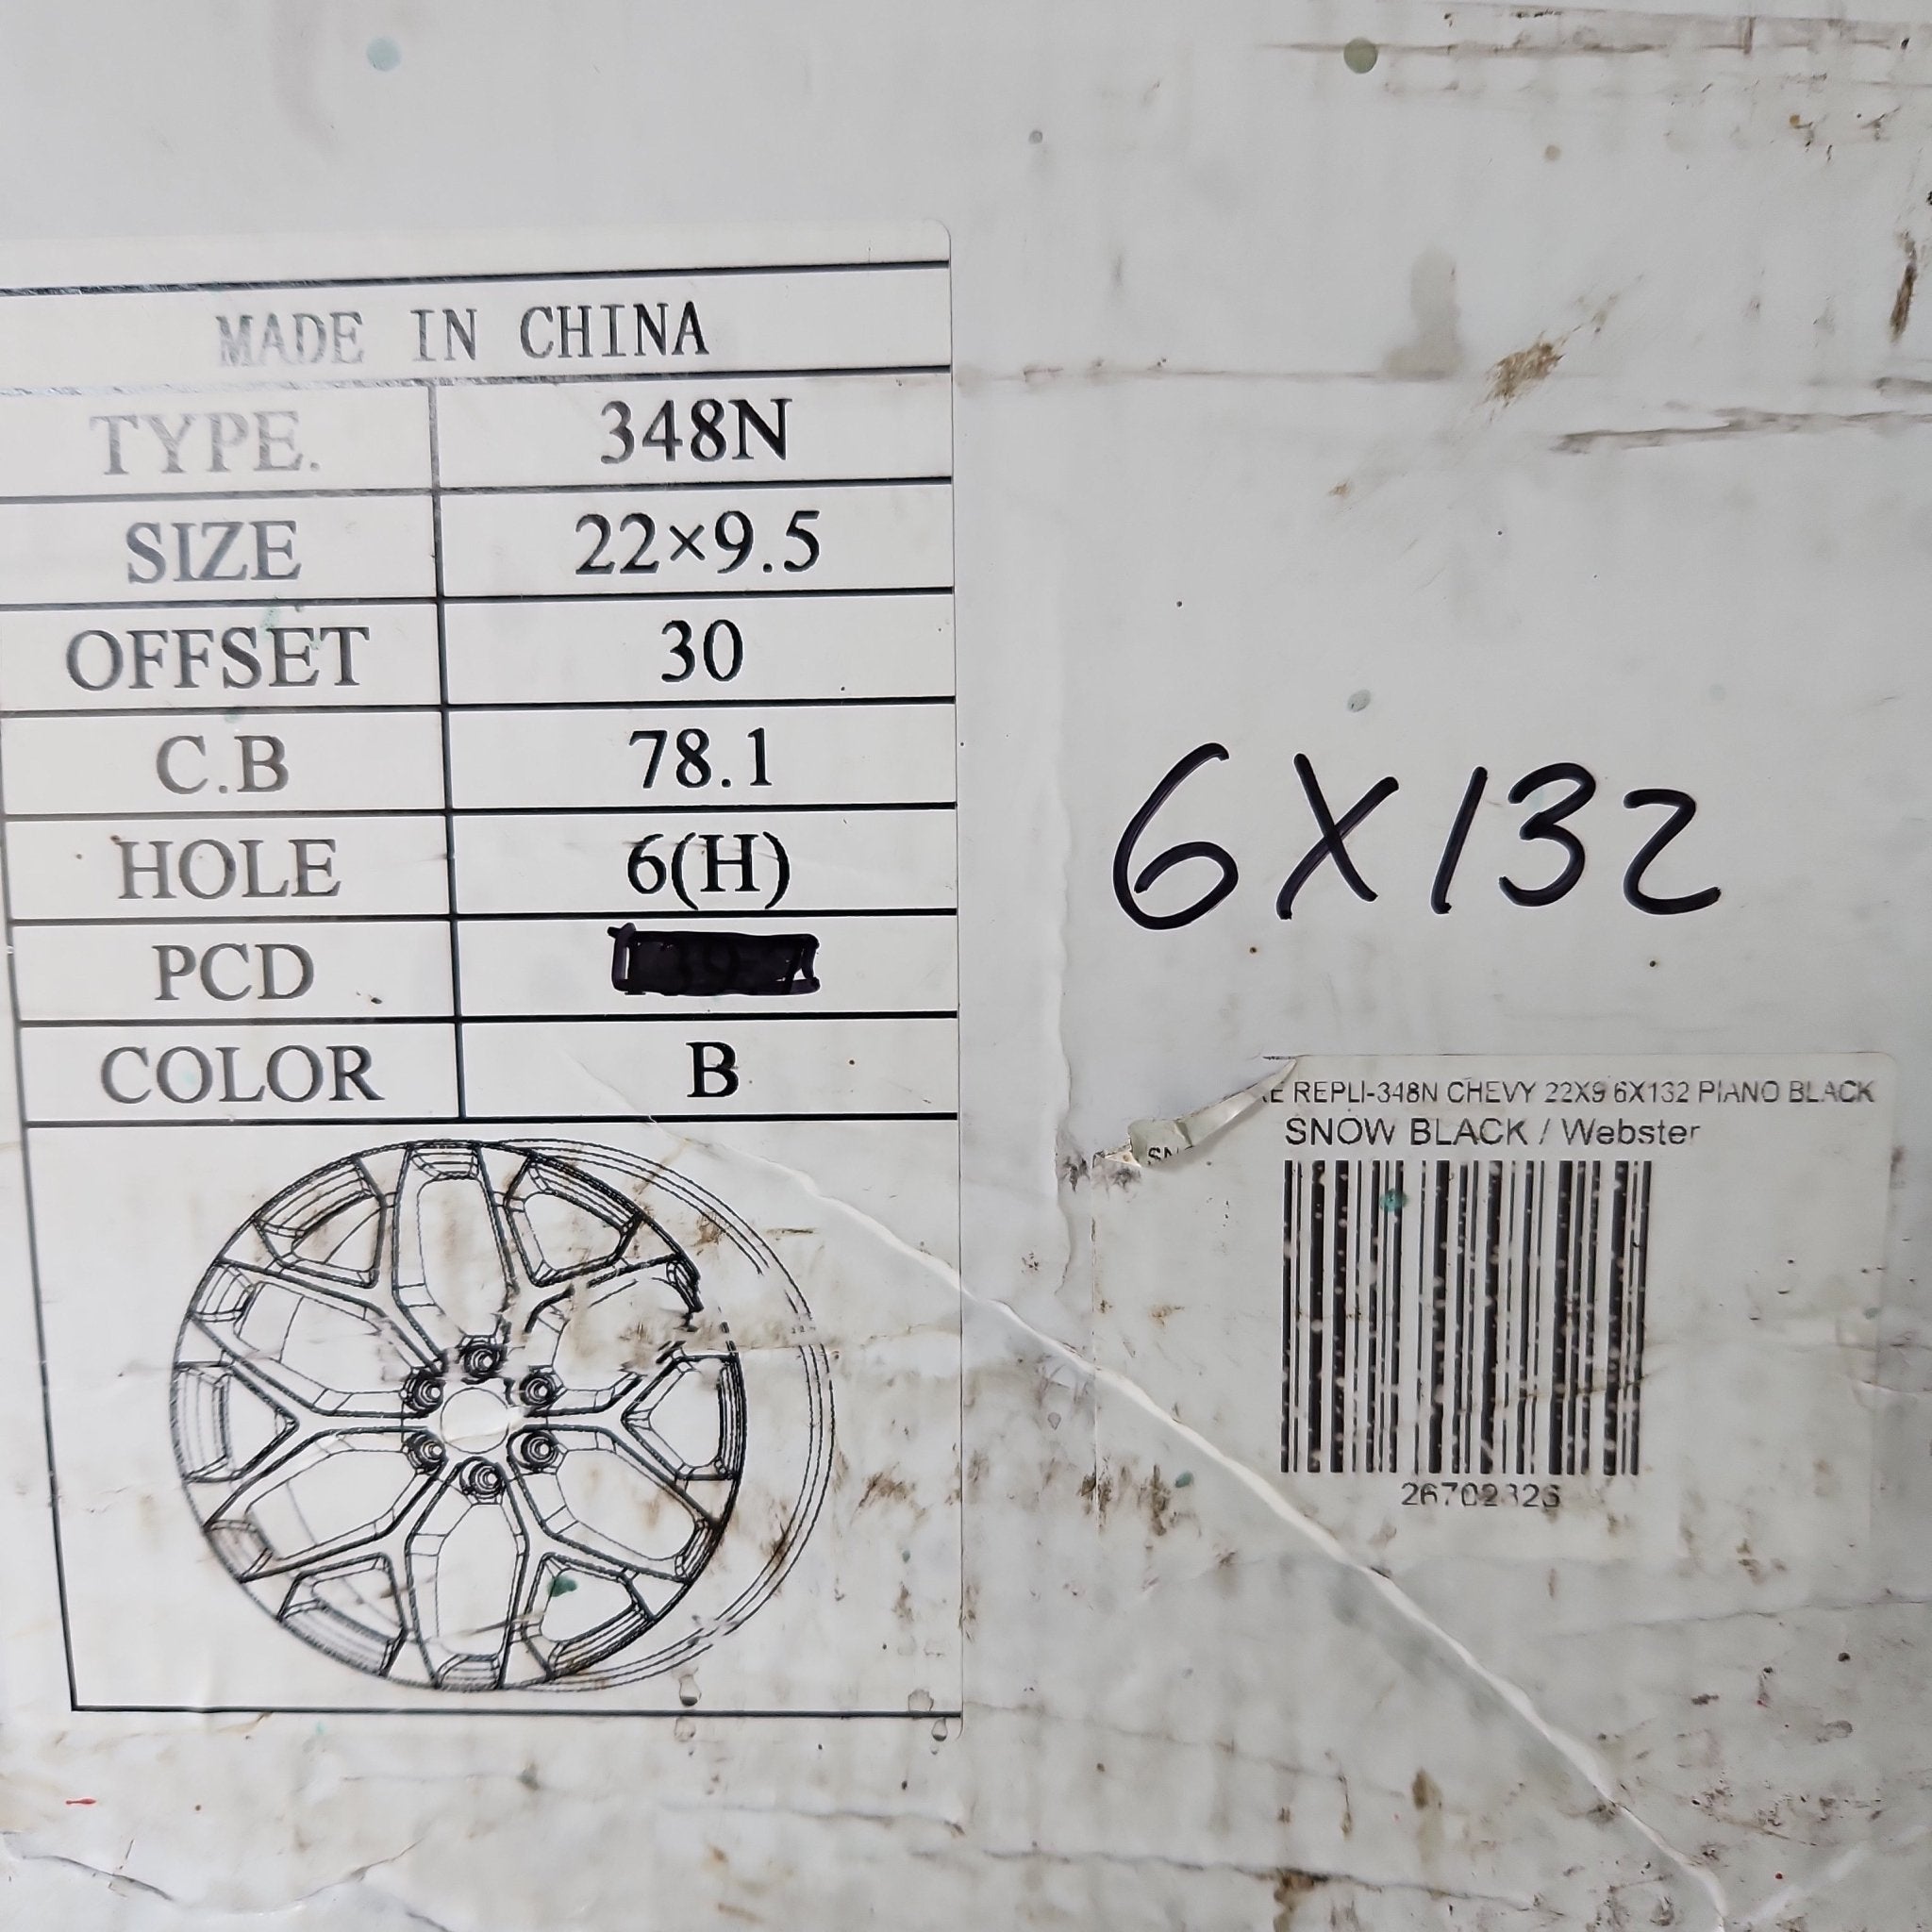 MADE IN CHINA
TYPE. 348N
SIZE 22×9.5
OFFSET 30
C.B 78.1
HOLE 6(H)
PCD
COLOR B
6X132
REPLI-348N CHEVY 22X9 6X132 PIANO BLACK
SNOW BLACK / Webster